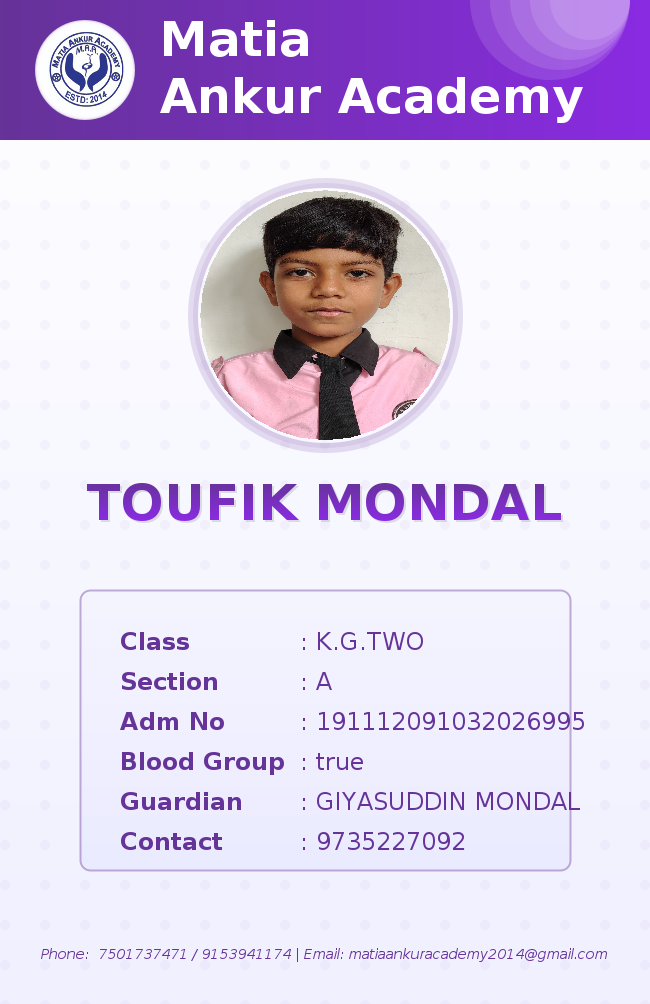 Matia
Ankur Academy
MATIA ANKUR ACADEMY
M.A.A.
ESTD: 2014
TOUFIK MONDAL
Class : K.G.TWO
Section : A
Adm No : 191112091032026995
Blood Group : true
Guardian : GIYASUDDIN MONDAL
Contact : 9735227092
Phone: 7501737471 / 9153941174 | Email: matiaankuracademy2014@gmail.com